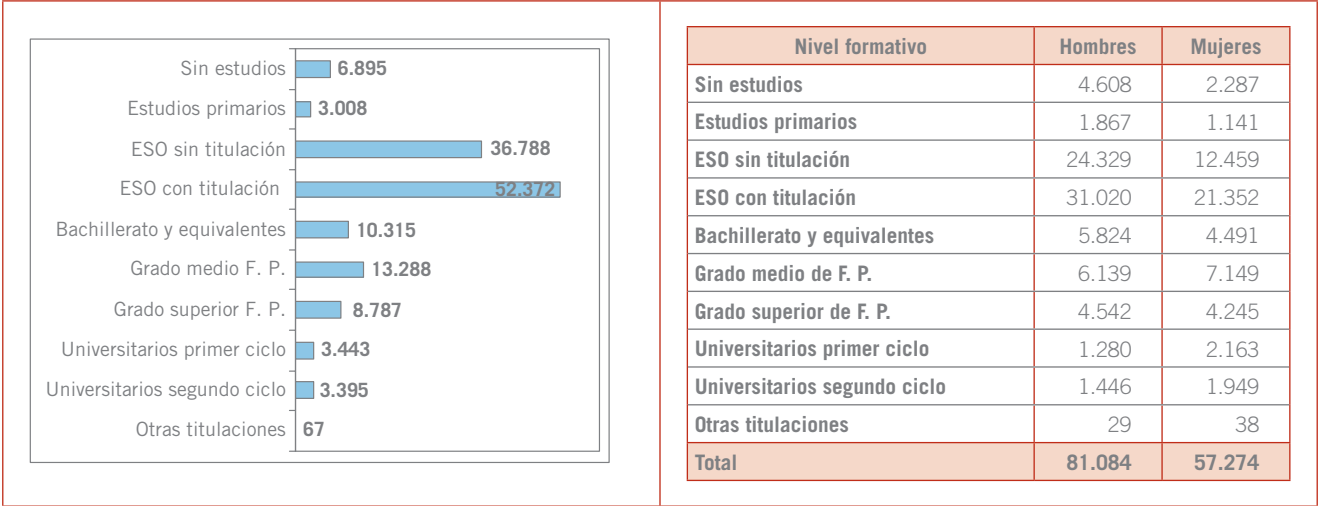 Sin estudios 6.895
Estudios primarios 3.008
ESO sin titulación 36.788
ESO con titulación 52.372
Bachillerato y equivalentes 10.315
Grado medio F. P. 13.288
Grado superior F. P. 8.787
Universitarios primer ciclo 3.443
Universitarios segundo ciclo 3.395
Otras titulaciones 67
Nivel formativo Hombres Mujeres
Sin estudios 4.608 2.287
Estudios primarios 1.867 1.141
ESO sin titulación 24.329 12.459
ESO con titulación 31.020 21.352
Bachillerato y equivalentes 5.824 4.491
Grado medio de F. P. 6.139 7.149
Grado superior de F. P. 4.542 4.245
Universitarios primer ciclo 1.280 2.163
Universitarios segundo ciclo 1.446 1.949
Otras titulaciones 29 38
Total 81.084 57.274